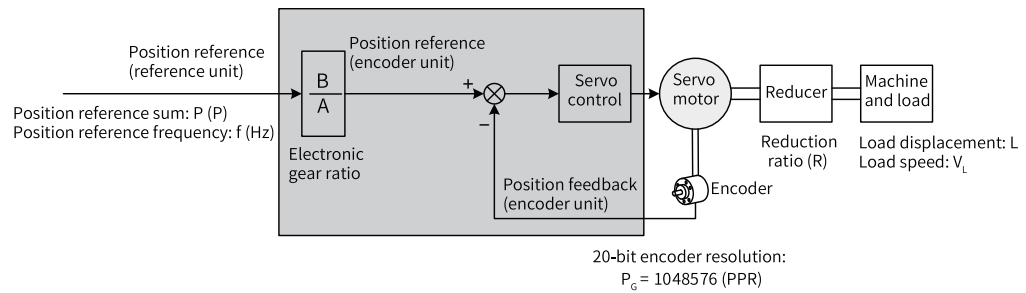 Position reference
(reference unit)
Position reference sum: P (P)
Position reference frequency: f (Hz)
B
A
Electronic
gear ratio
Position reference
(encoder unit)
+
−
Servo
control
Servo
motor
Reducer
Reduction
ratio (R)
Machine
and load
Load displacement: L
Load speed: V_L
Position feedback
(encoder unit)
Encoder
20-bit encoder resolution:
P_G = 1048576 (PPR)